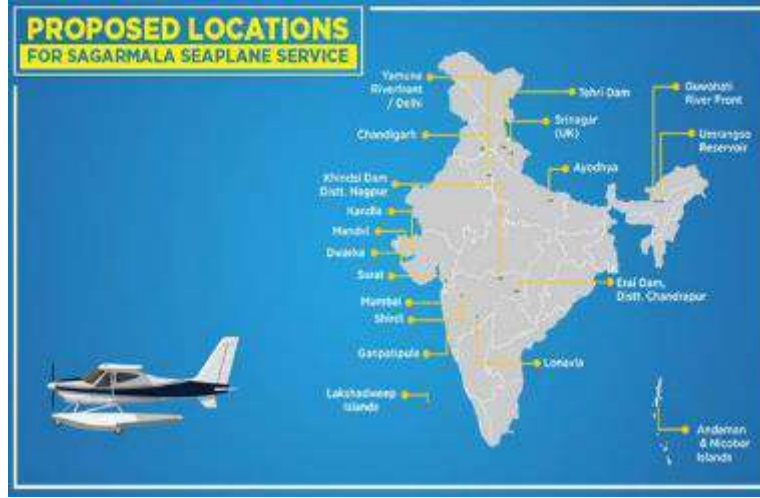 PROPOSED LOCATIONS
FOR SAGARMALA SEAPLANE SERVICE
Yamuna
Riverfront
/ Delhi
Chandigarh
Khindsi Dam
Distt. Nagpur
Kandla
Mandvi
Dwarka
Surat
Mumbai
Shirdi
Ganpatipule
Lakshadweep
Islands
Tehri Dam
Srinagar
(UK)
Ayodhya
Guwahati
River Front
Umrangso
Reservoir
Erai Dam,
Distt. Chandrapur
Lonavla
Andaman
& Nicobar
Islands